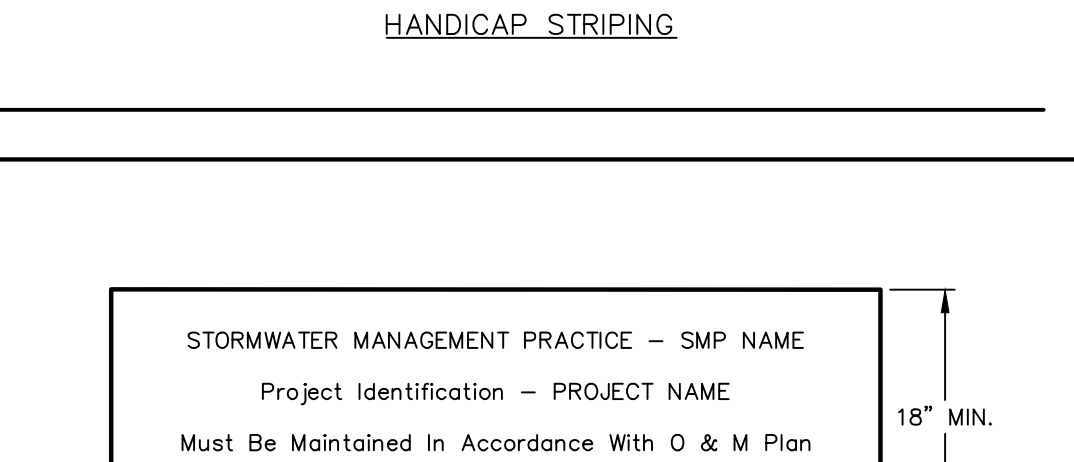 HANDICAP STRIPING
STORMWATER MANAGEMENT PRACTICE – SMP NAME
Project Identification – PROJECT NAME
18” MIN.
Must Be Maintained In Accordance With O & M Plan